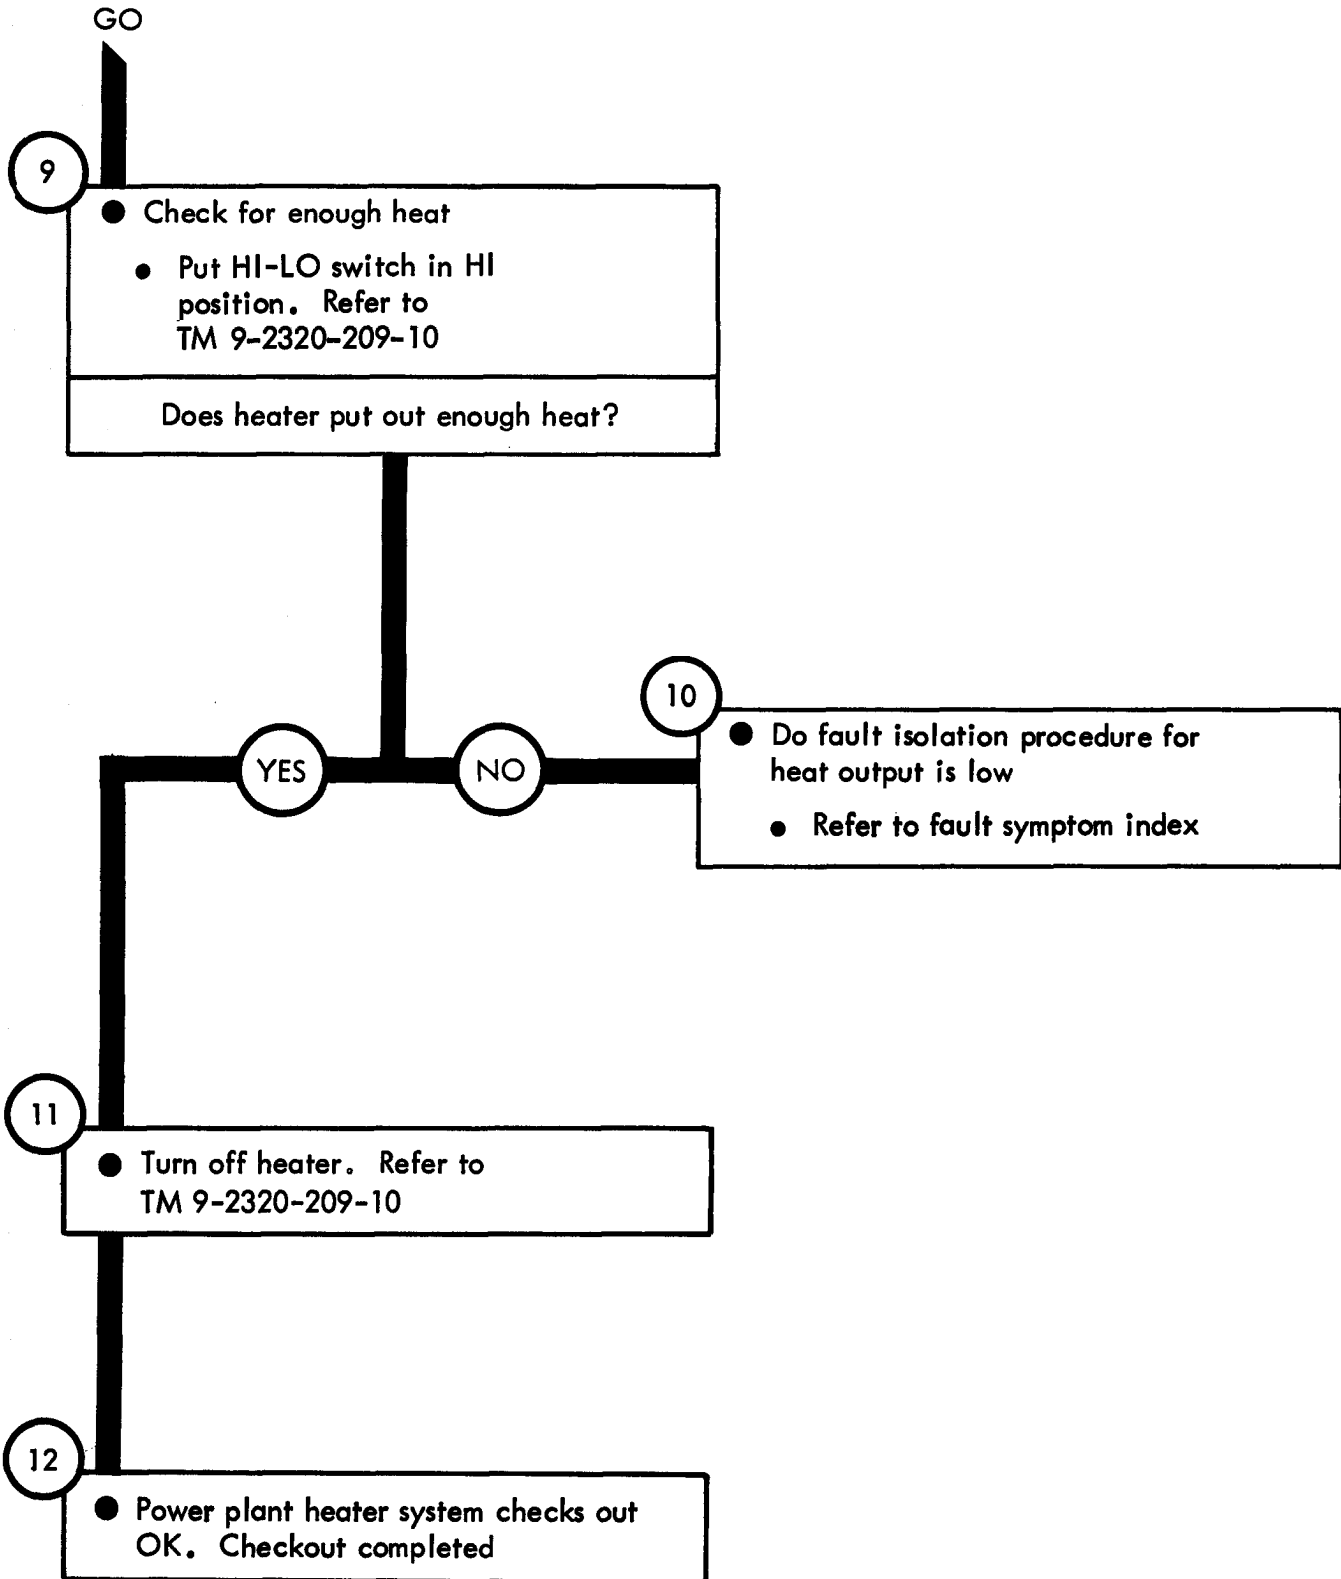 GO
9
● Check for enough heat
● Put HI-LO switch in HI
position. Refer to
TM 9-2320-209-10
Does heater put out enough heat?
YES
NO
10
● Do fault isolation procedure for
heat output is low
● Refer to fault symptom index
11
● Turn off heater. Refer to
TM 9-2320-209-10
12
● Power plant heater system checks out
OK. Checkout completed